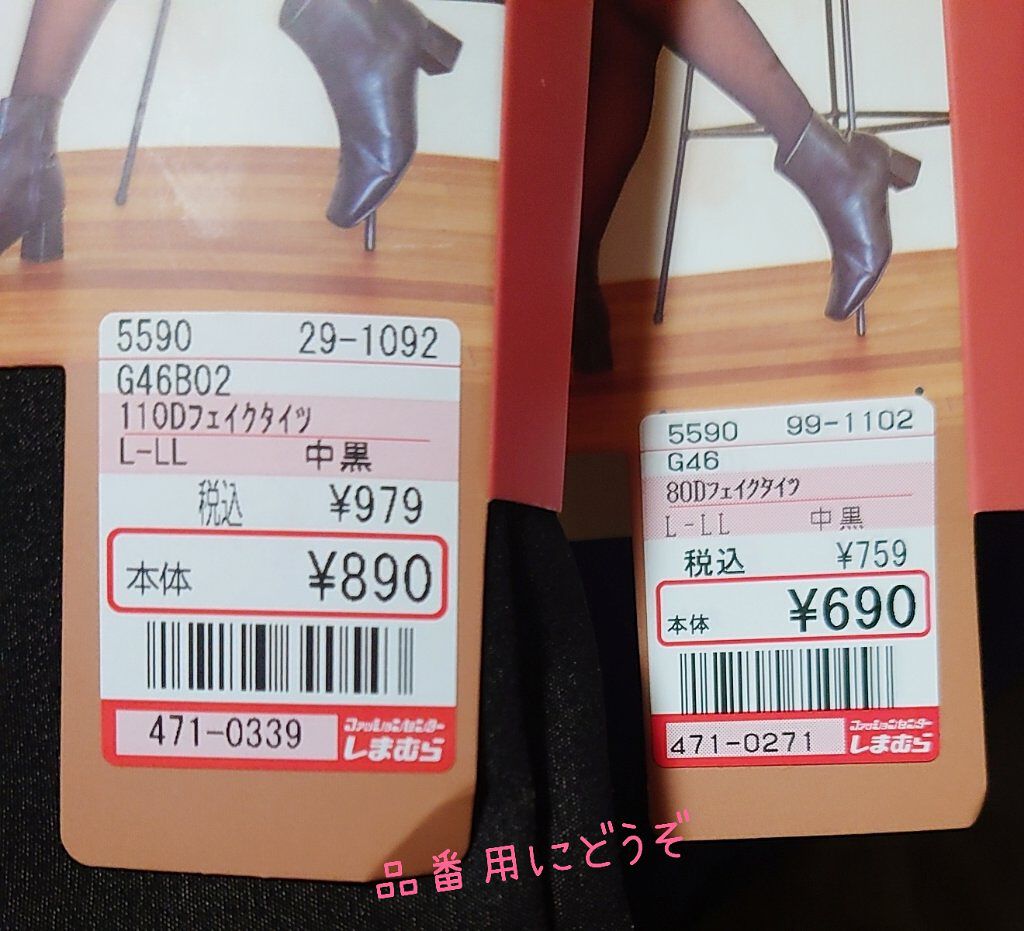 5590 29-1092
G46B02
110Dフェイクタイツ
L-LL 中黒
税込 ¥979
本体 ¥890
471-0339 ファッションセンター
しまむら
5590 99-1102
G46
80Dフェイクタイツ
L-LL 中黒
税込 ¥759
本体 ¥690
471-0271 ファッションセンター
しまむら
品番用にどうぞ